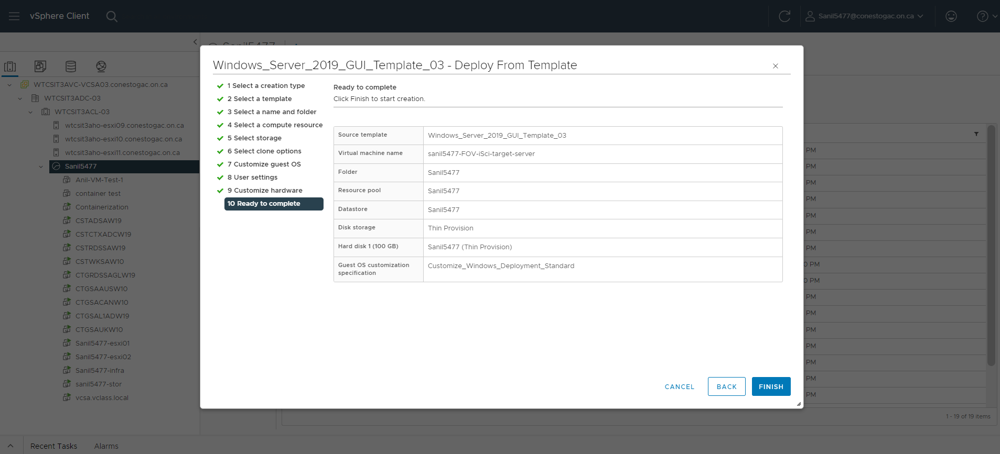 vSphere Client
Sanil5477@conestogac.on.ca
Windows_Server_2019_GUI_Template_03 - Deploy From Template
1 Select a creation type
2 Select a template
3 Select a name and folder
4 Select a compute resource
5 Select storage
6 Select clone options
7 Customize guest OS
8 User settings
9 Customize hardware
10 Ready to complete
Ready to complete
Click Finish to start creation.
Source template Windows_Server_2019_GUI_Template_03
Virtual machine name sanil5477-FOV-iSci-target-server
Folder Sanil5477
Resource pool Sanil5477
Datastore Sanil5477
Disk storage Thin Provision
Hard disk 1 (100 GB) Sanil5477 (Thin Provision)
Guest OS customization
specification
Customize_Windows_Deployment_Standard
CANCEL
BACK
FINISH
WTCSIT3AVC-VCSA03.conestogac.on.ca
WTCSIT3ADC-03
WTCSIT3ACL-03
wtcsit3aho-esxi09.conestogac.on.ca
wtcsit3aho-esxi10.conestogac.on.ca
wtcsit3aho-esxi11.conestogac.on.ca
Sanil5477
Anil-VM-Test-1
container test
Containerization
CSTADSAW19
CSTCTXADCW19
CSTRDSSAW19
CSTWKSAW10
CTGRDSSAGLW19
CTGSAAUSW10
CTGSACANW10
CTGSAL1ADW19
CTGSAUKW10
Sanil5477-esxi01
Sanil5477-esxi02
Sanil5477-infra
sanil5477-stor
vcsa.vclass.local
PM
PM
PM
PM
PM
PM
PM
0 PM
0 PM
PM
PM
PM
PM
PM
PM
PM
1 - 19 of 19 items
Recent Tasks
Alarms